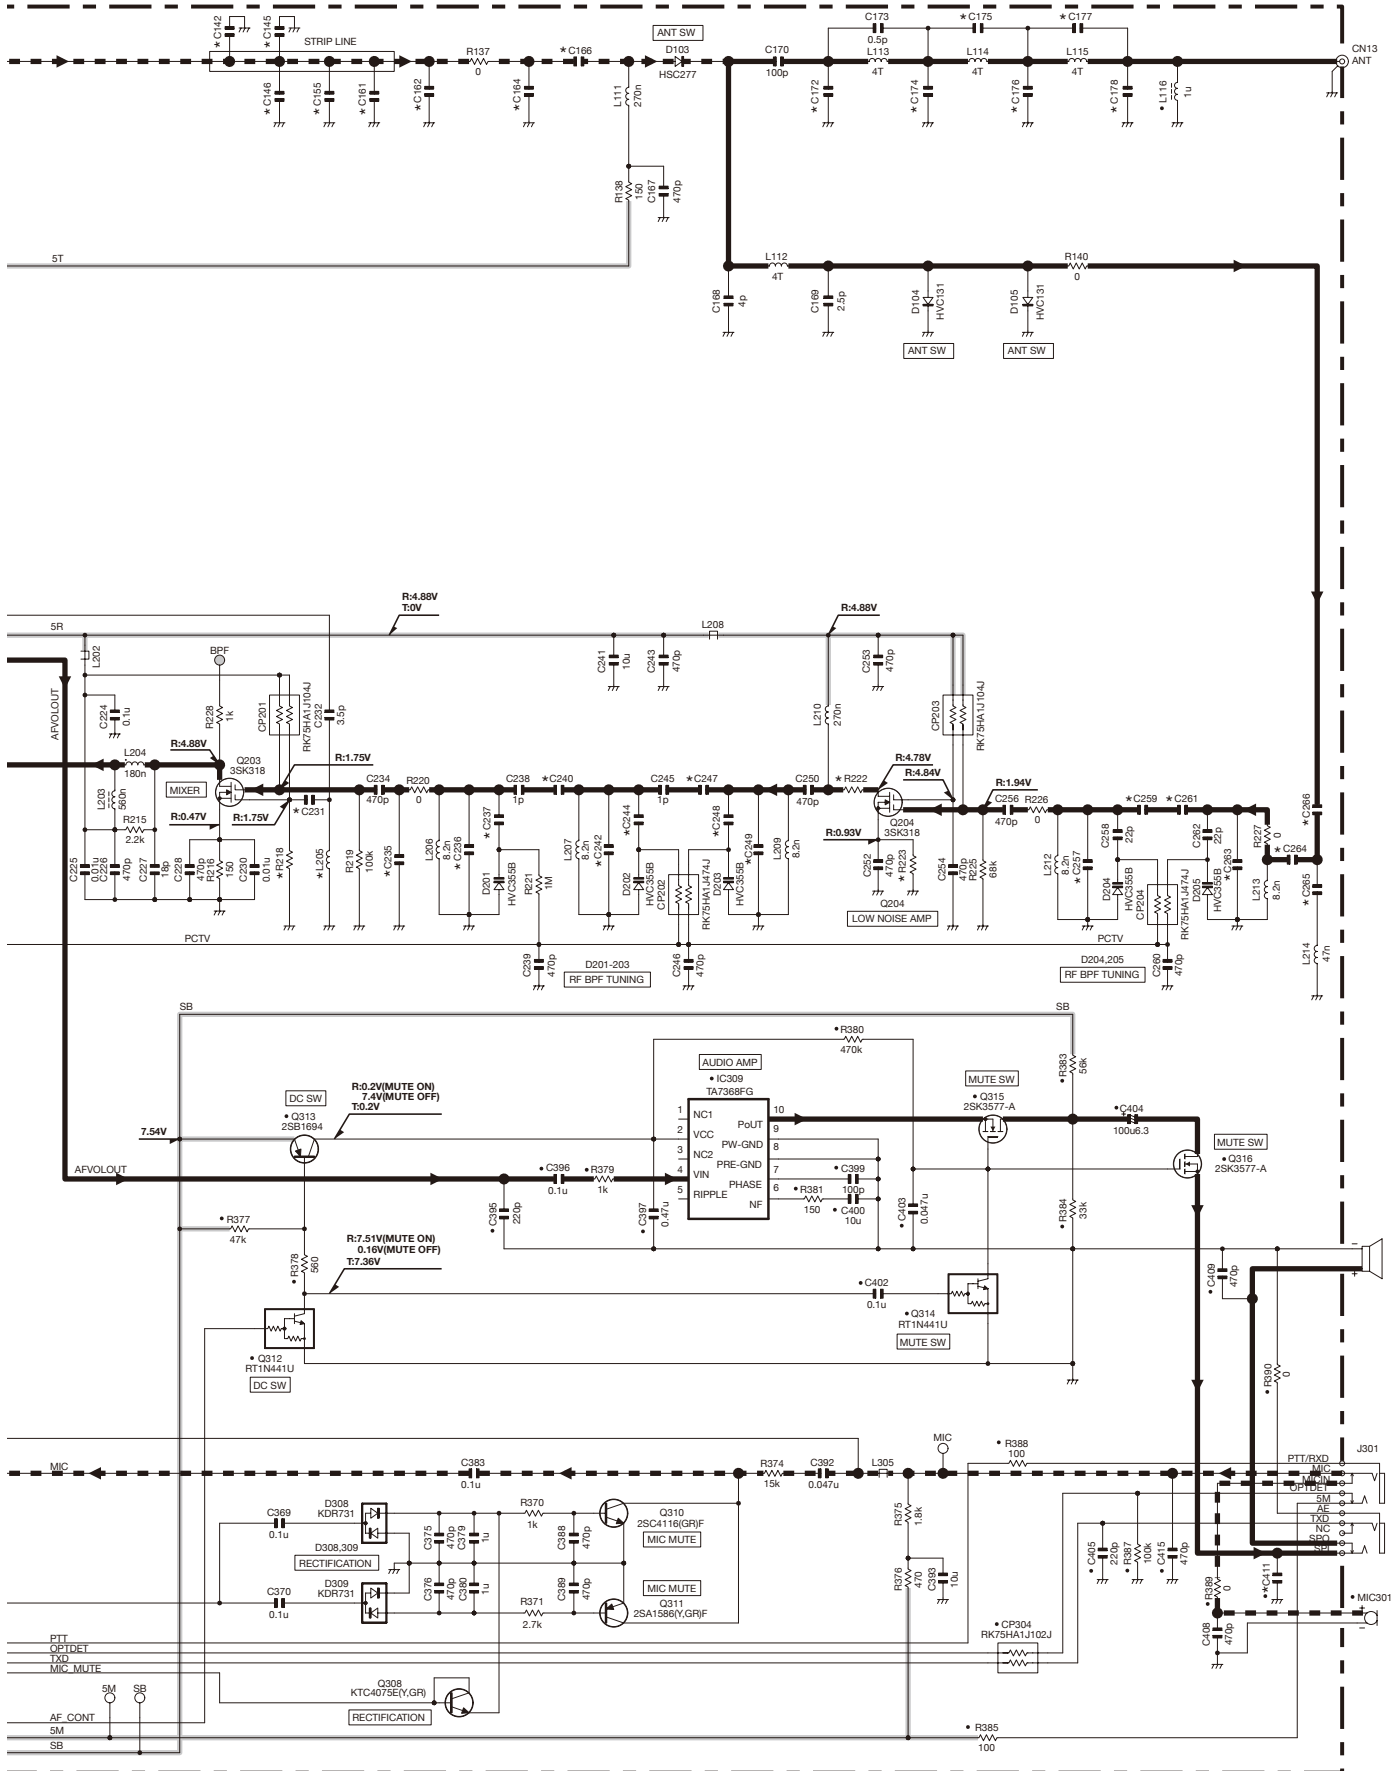 * C142
* C145
STRIP LINE
* C146
* C155
* C161
* C162
R137
0
* C164
* C166
L111
270n
ANT SW
D103
HSC277
C170
100p
C173
0.5p
L113
4T
* C175
L114
4T
* C177
L115
4T
* C172
* C174
* C176
* C178
• L116
1u
CN13
ANT
R138
150
C167
470p
5T
L112
4T
R140
0
C168
4p
C169
2.5p
D104
HVC131
D105
HVC131
ANT SW
ANT SW
R:4.88V
T:0V
R:4.88V
5R
L208
L202
BPF
C241
10u
C243
470p
C253
470p
AFVOLOUT
C224
0.1u
R228
1k
CP201
RK75HA1J104J
C232
3.5p
L210
270n
CP203
RK75HA1J104J
R:4.88V
L204
180n
Q203
3SK318
R:1.75V
R:4.78V
R:4.84V
R:1.94V
L203
560n
MIXER
C234
470p
R220
0
C238
1p
* C240
C245
1p
* C247
C250
470p
* R222
C256
470p
R226
0
* C259
* C261
* C266
R215
2.2k
R:0.47V
R:1.75V
* C231
* C237
* C244
* C248
R:0.93V
Q204
3SK318
C258
22p
C262
22p
R227
0
* C264
C225
0.01u
C226
470p
C227
18p
C228
470p
R216
150
C230
0.01u
* R218
* L205
R219
100k
* C235
L206
8.2n
* C236
D201
HVC355B
R221
1M
L207
8.2n
* C242
D202
HVC355B
CP202
RK75HA1J474J
D203
HVC355B
* C249
L209
8.2n
C252
470p
* R223
C254
470p
R225
68k
L212
8.2n
* C257
D204
HVC355B
CP204
RK75HA1J474J
D205
HVC355B
* C263
L213
8.2n
* C265
Q204
LOW NOISE AMP
PCTV
PCTV
C239
470p
D201-203
RF BPF TUNING
C246
470p
D204,205
RF BPF TUNING
C260
470p
L214
47n
SB
SB
• R380
470k
• R383
56k
AUDIO AMP
• IC309
TA7368FG
DC SW
• Q313
2SB1694
R:0.2V(MUTE ON)
7.4V(MUTE OFF)
T:0.2V
MUTE SW
• Q315
2SK3577-A
7.54V
1
NC1
2
VCC
3
NC2
4
VIN
5
RIPPLE
10
PoUT
9
PW-GND
8
PRE-GND
7
PHASE
6
NF
• C404
100u6.3
MUTE SW
• Q316
2SK3577-A
AFVOLOUT
• C396
0.1u
• R379
1k
• C399
100p
• R381
150
• C400
10u
• C395
220p
• C397
0.47u
• C403
0.047u
• R384
33k
• R377
47k
• R378
560
R:7.51V(MUTE ON)
0.16V(MUTE OFF)
T:7.36V
• C402
0.1u
• C409
470p
−
+
• Q314
RT1N441U
MUTE SW
• Q312
RT1N441U
DC SW
• R390
0
MIC
C383
0.1u
R374
15k
C392
0.047u
L305
MIC
• R388
100
J301
PTT/RXD
MIC
MICIN
OPTDET
5M
AE
TXD
NC
SPO
SPI
C369
0.1u
D308
KDR731
D308,309
RECTIFICATION
C375
470p
C379
1u
R370
1k
C388
470p
Q310
2SC4116(GR)F
MIC MUTE
R375
1.8k
C370
0.1u
D309
KDR731
C376
470p
C380
1u
R371
2.7k
C389
470p
MIC MUTE
Q311
2SA1586(Y,GR)F
R376
470
C393
10u
• C405
220p
• R387
100k
• C415
470p
• R389
0
•* C411
• MIC301
+
−
C408
470p
• CP304
RK75HA1J102J
PTT
OPTDET
TXD
MIC_MUTE
5M
SB
Q308
KTC4075E(Y,GR)
RECTIFICATION
AF_CONT
5M
SB
• R385
100